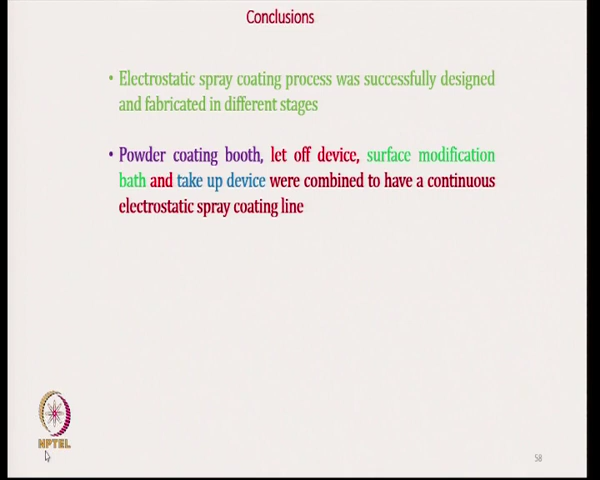 Conclusions
• Electrostatic spray coating process was successfully designed
and fabricated in different stages
• Powder coating booth, let off device, surface modification
bath and take up device were combined to have a continuous
electrostatic spray coating line
NPTEL
58